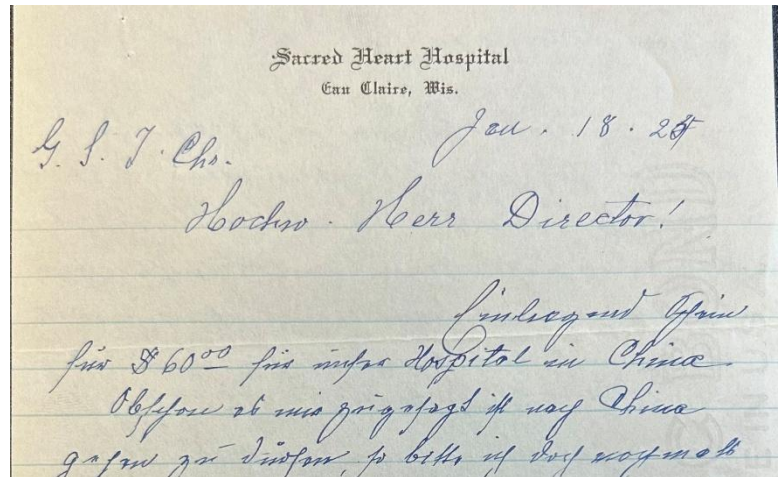 Sacred Heart Hospital
Eau Claire, Wis.
Jan. 18. 25
G. S. J. Chr.
Hochw. Herr Director!
Einliegend Schein
für $ 60.00 für unser Hospital in China
Obschon es mir zugesagt ist nach China
gehen zu dürfen, so bitte ich doch nochmals